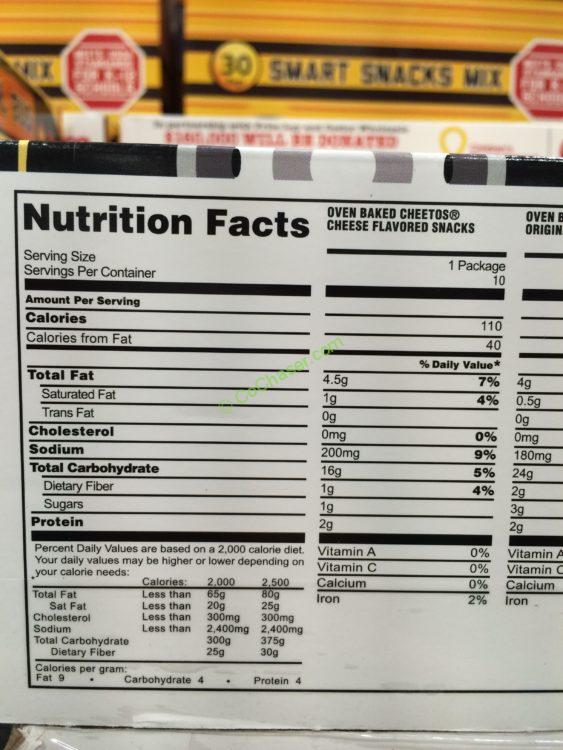 MIX
30 SMART SNACKS MIX
WILL BE DONATED
Nutrition Facts
OVEN BAKED CHEETOS®
CHEESE FLAVORED SNACKS
OVEN B
ORIGIN
Serving Size 1 Package
Servings Per Container 10
Amount Per Serving
Calories 110
Calories from Fat 40
% Daily Value*
Total Fat 4.5g 7% 4g
Saturated Fat 1g 4% 0.5g
Trans Fat 0g 0g
Cholesterol 0mg 0% 0mg
Sodium 200mg 9% 180mg
Total Carbohydrate 16g 5% 24g
Dietary Fiber 1g 4% 2g
Sugars 1g 3g
Protein 2g 2g
Vitamin A 0% Vitamin A
Vitamin C 0% Vitamin C
Calcium 0% Calcium
Iron 2% Iron
Percent Daily Values are based on a 2,000 calorie diet.
Your daily values may be higher or lower depending on
your calorie needs:
Calories: 2,000 2,500
Total Fat Less than 65g 80g
Sat Fat Less than 20g 25g
Cholesterol Less than 300mg 300mg
Sodium Less than 2,400mg 2,400mg
Total Carbohydrate 300g 375g
Dietary Fiber 25g 30g
Calories per gram:
Fat 9 • Carbohydrate 4 • Protein 4
© CoChaser.com